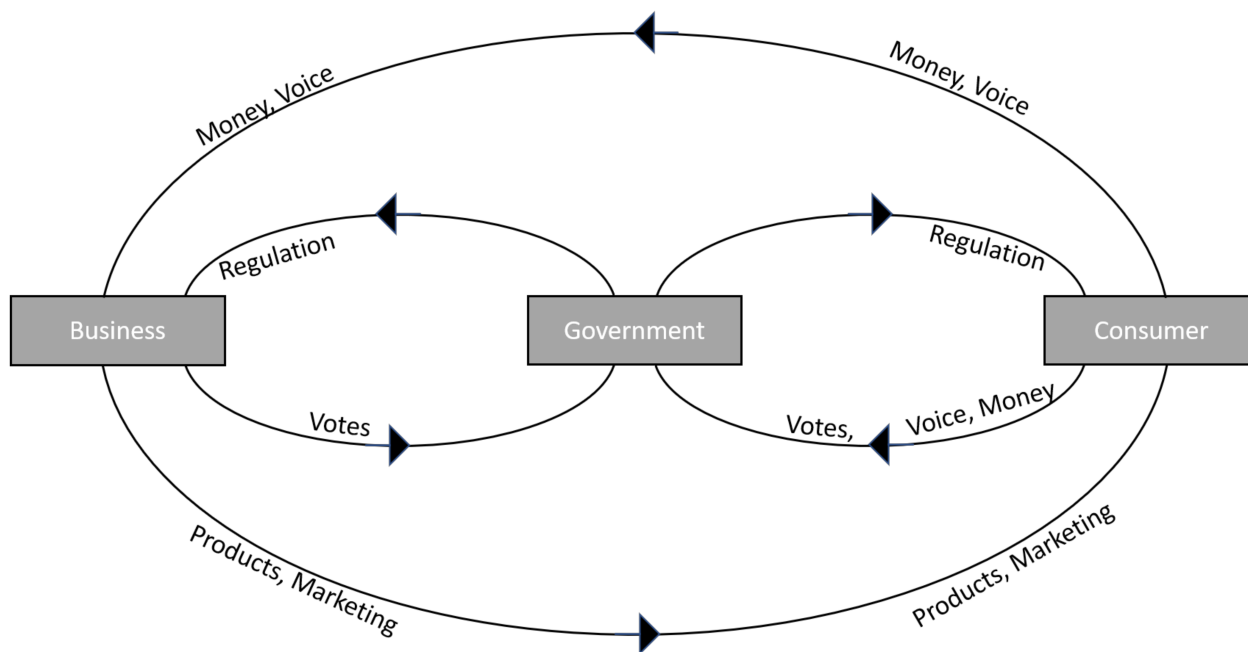 Money, Voice
Money, Voice
Regulation
Regulation
Business
Government
Consumer
Votes
Votes,
Voice, Money
Products, Marketing
Products, Marketing